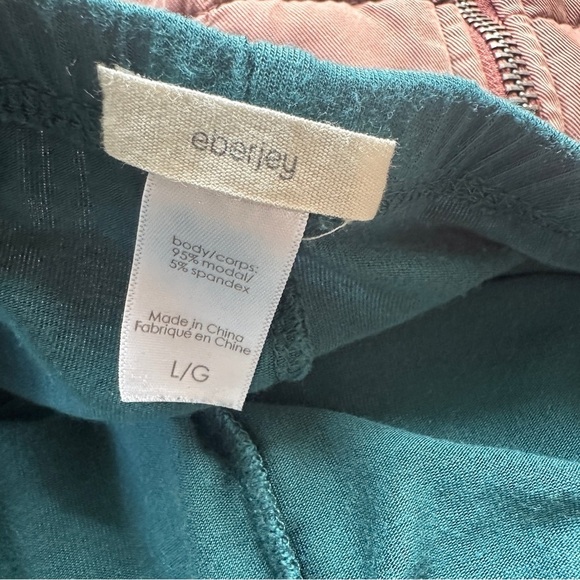 eberjey
body/corps:
95% modal/
5% spandex
Made in China
Fabriqué en Chine
L/G